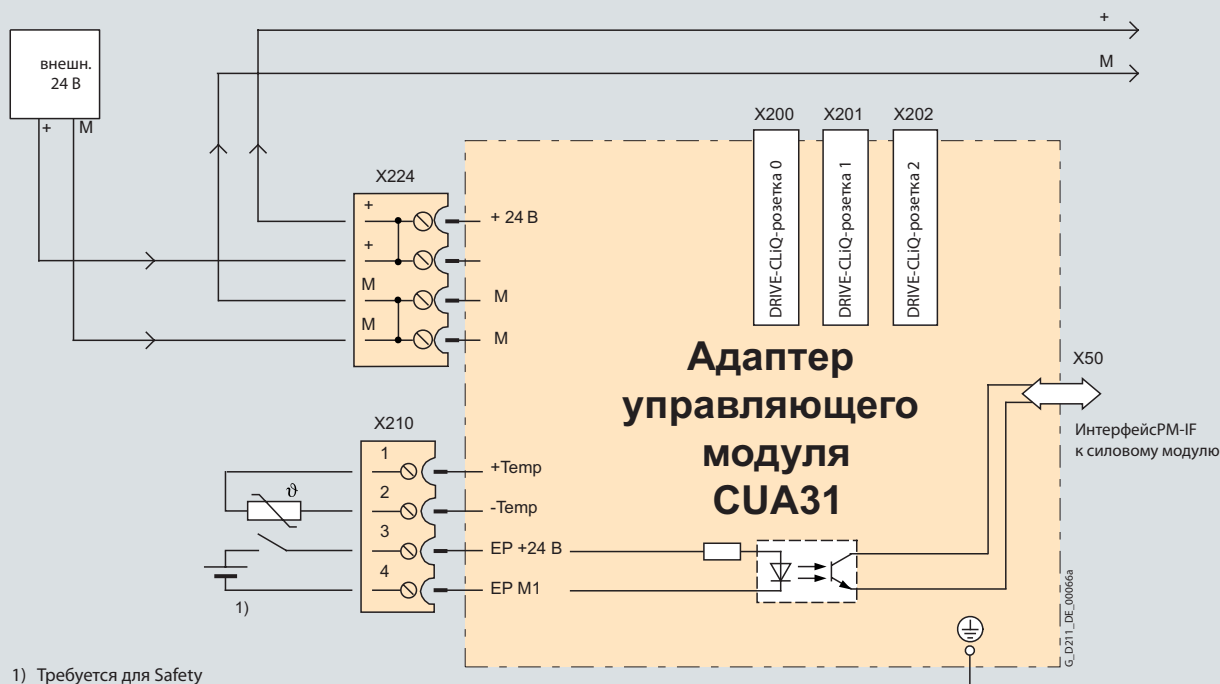 +
M
внешн.
24 В
+ M
X200 X201 X202
DRIVE-CLiQ-розетка 0
DRIVE-CLiQ-розетка 1
DRIVE-CLiQ-розетка 2
X224
+
+ 24 В
+
M
M
M
M
Адаптер
управляющего
модуля
CUA31
X50
ИнтерфейсPM-IF
к силовому модулю
X210
1
+Temp
ϑ
2
-Temp
3
EP +24 В
4
EP M1
1)
G_D211_DE_00066a
1) Требуется для Safety